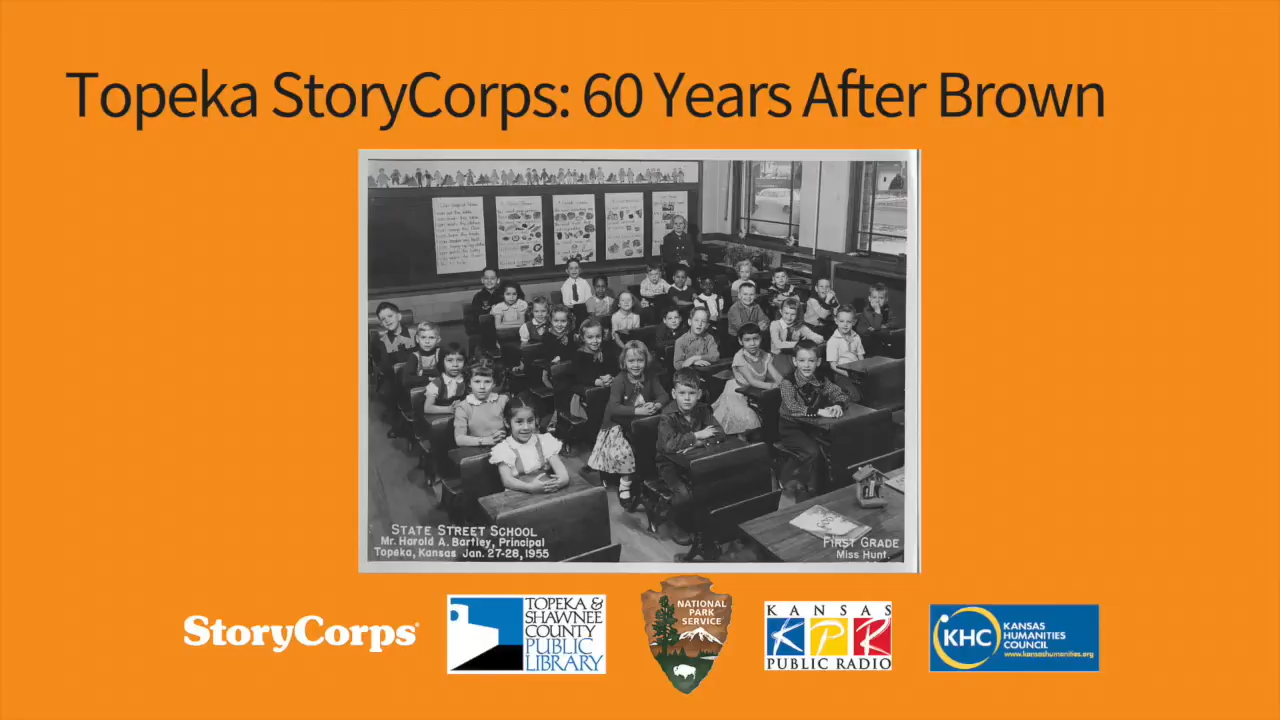 Topeka StoryCorps: 60 Years After Brown
STATE STREET SCHOOL
Mr. Harold A. Bartley, Principal
Topeka, Kansas Jan. 27-28, 1955
FIRST GRADE
Miss Hunt.
StoryCorps®
TOPEKA &
SHAWNEE
COUNTY
PUBLIC
LIBRARY
NATIONAL
PARK
SERVICE
KANSAS
KPR
PUBLIC RADIO
KHC
KANSAS
HUMANITIES
COUNCIL
www.kansashumanities.org